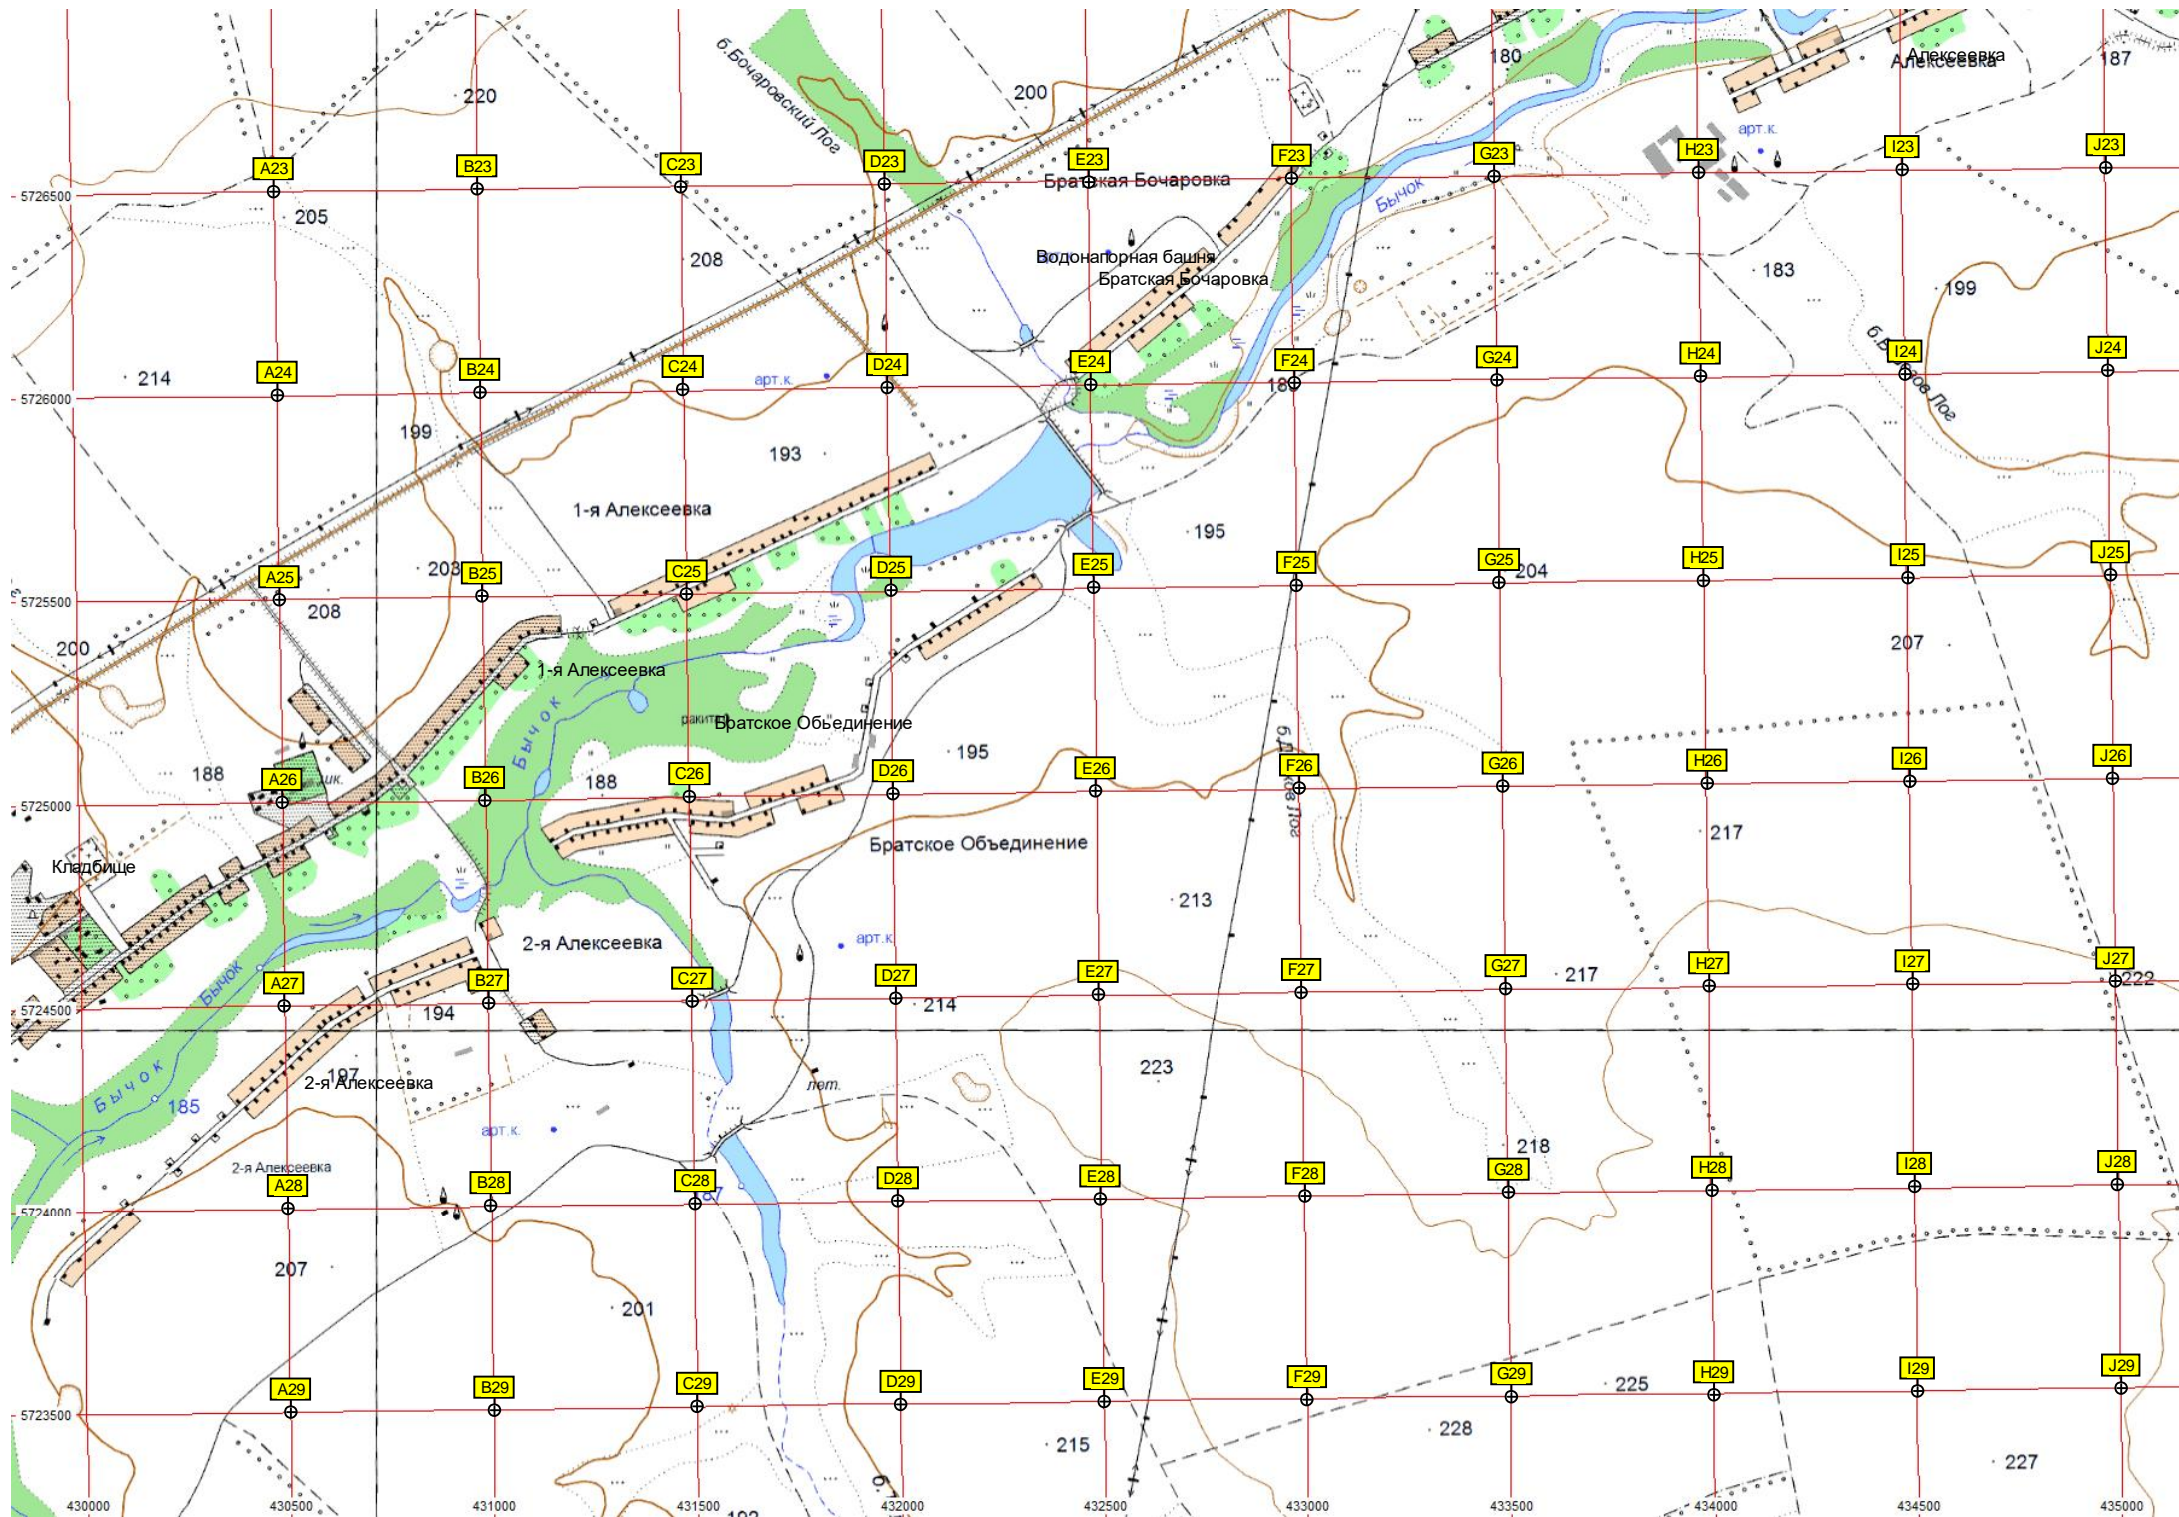 б.Бочаровский Лог
220
200
180
Алексеевка
Алексеевка
187
арт.к.
A23
B23
C23
D23
E23
F23
G23
H23
I23
J23
5726500
205
Братская Бочаровка
Бычок
208
Водонапорная башня
Братская Бочаровка
183
199
214
A24
B24
C24
арт.к.
D24
E24
F24
G24
H24
I24
J24
5726000
199
193
1-я Алексеевка
195
A25
203
B25
C25
D25
E25
F25
G25
204
H25
I25
J25
5725500
208
200
207
1-я Алексеевка
Бычок
Братское Обьединение
188
A26
шк.
B26
188
C26
D26
195
E26
F26
G26
H26
I26
J26
5725000
217
Братское Объединение
Кладбище
213
2-я Алексеевка
арт.к.
Бычок
A27
B27
C27
D27
E27
F27
G27
217
H27
I27
J27
222
5724500
194
214
223
197
2-я Алексеевка
лет.
Бычок
185
арт.к.
218
2-я Алексеевка
A28
B28
C28
D28
E28
F28
G28
H28
I28
J28
5724000
207
201
A29
B29
C29
D29
E29
F29
G29
H29
I29
J29
5723500
225
228
215
227
430000
430500
431000
431500
432000
432500
433000
433500
434000
434500
435000